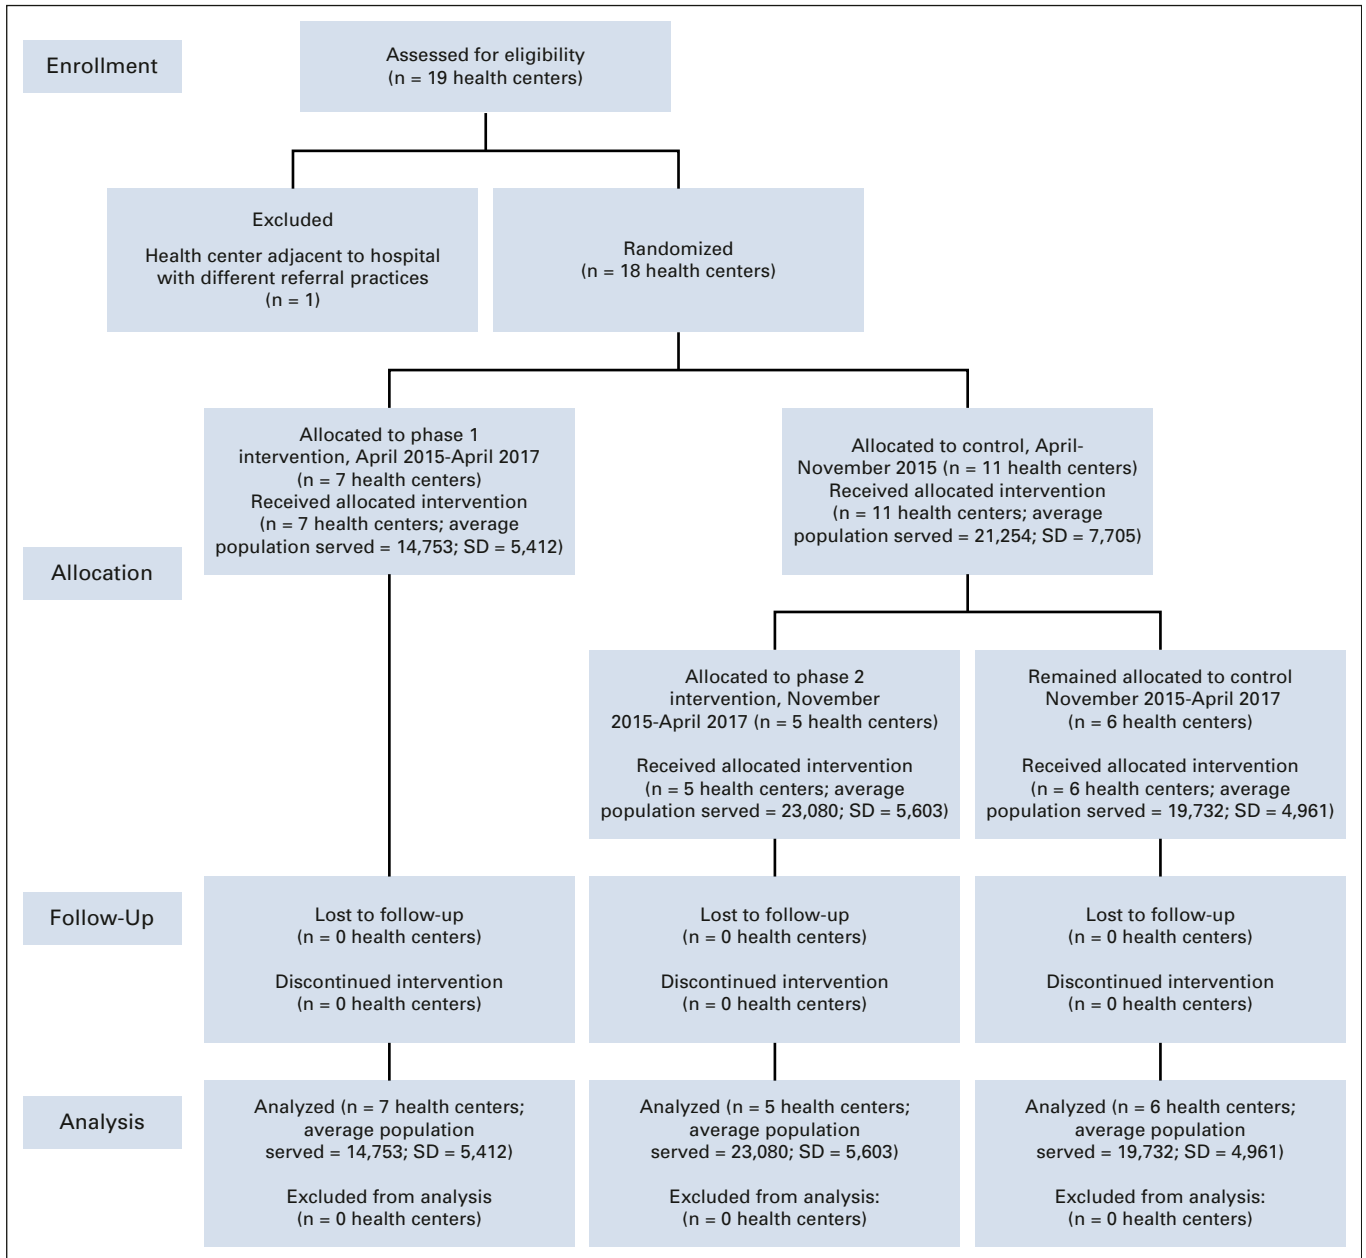 Enrollment
Assessed for eligibility
(n = 19 health centers)
Excluded
Health center adjacent to hospital
with different referral practices
(n = 1)
Randomized
(n = 18 health centers)
Allocation
Allocated to phase 1
intervention, April 2015-April 2017
(n = 7 health centers)
Received allocated intervention
(n = 7 health centers; average
population served = 14,753; SD = 5,412)
Allocated to control, April-
November 2015 (n = 11 health centers)
Received allocated intervention
(n = 11 health centers; average
population served = 21,254; SD = 7,705)
Allocated to phase 2
intervention, November
2015-April 2017 (n = 5 health centers)
Received allocated intervention
(n = 5 health centers; average
population served = 23,080; SD = 5,603)
Remained allocated to control
November 2015-April 2017
(n = 6 health centers)
Received allocated intervention
(n = 6 health centers; average
population served = 19,732; SD = 4,961)
Follow-Up
Lost to follow-up
(n = 0 health centers)
Discontinued intervention
(n = 0 health centers)
Lost to follow-up
(n = 0 health centers)
Discontinued intervention
(n = 0 health centers)
Lost to follow-up
(n = 0 health centers)
Discontinued intervention
(n = 0 health centers)
Analysis
Analyzed (n = 7 health centers;
average population
served = 14,753; SD = 5,412)
Excluded from analysis
(n = 0 health centers)
Analyzed (n = 5 health centers;
average population
served = 23,080; SD = 5,603)
Excluded from analysis:
(n = 0 health centers)
Analyzed (n = 6 health centers;
average population
served = 19,732; SD = 4,961)
Excluded from analysis:
(n = 0 health centers)